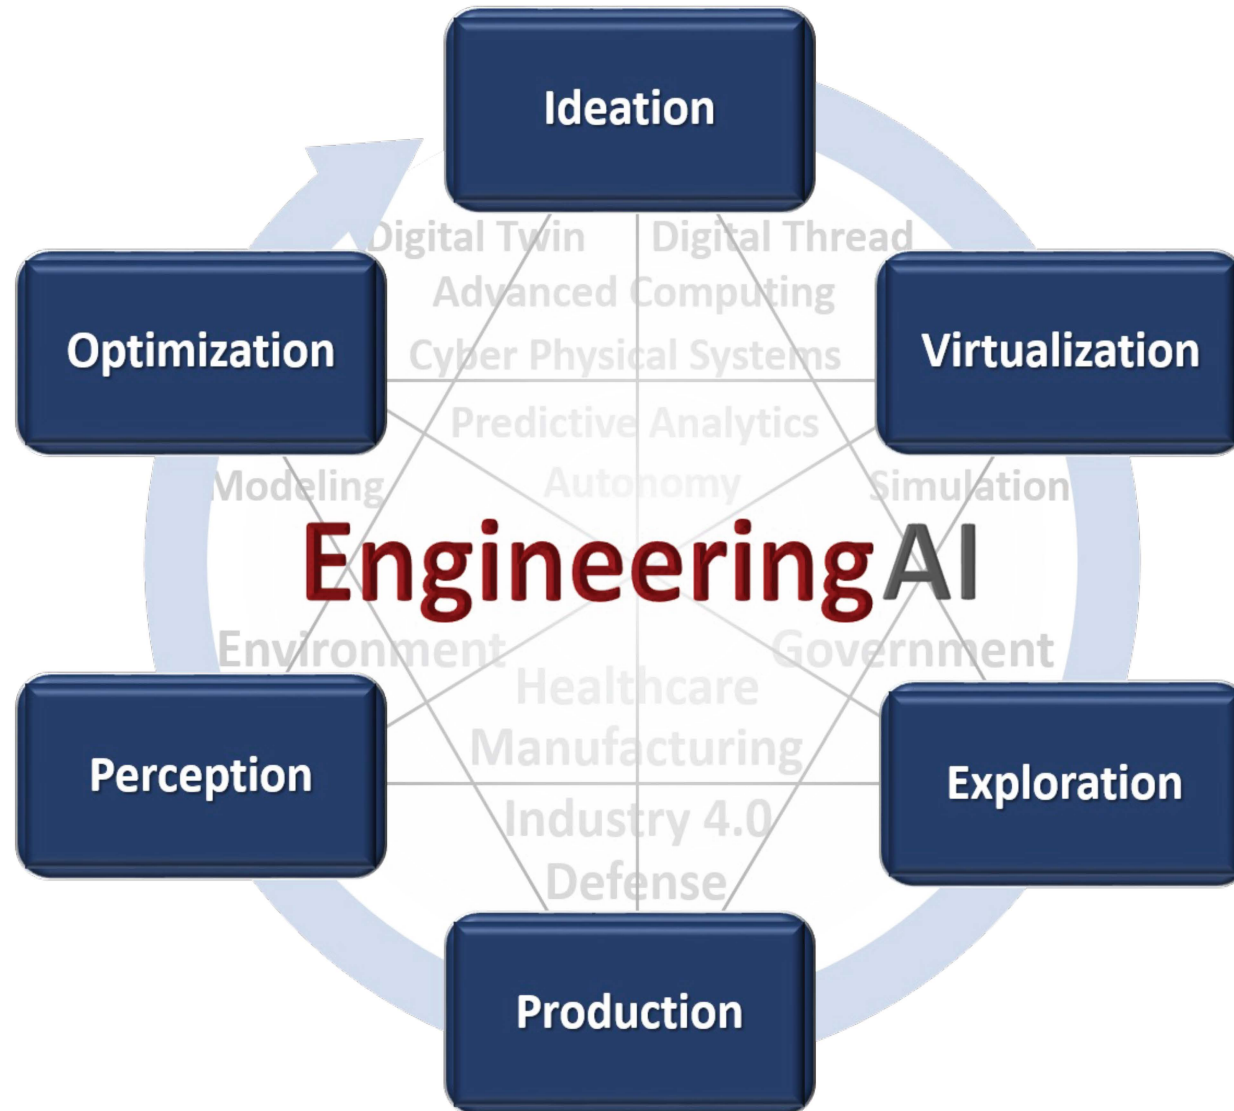 Ideation
Digital Twin
Digital Thread
Advanced Computing
Optimization
Cyber Physical Systems
Virtualization
Predictive Analytics
Modeling
Autonomy
Simulation
EngineeringAI
Environment
Government
Healthcare
Manufacturing
Perception
Exploration
Industry 4.0
Defense
Production